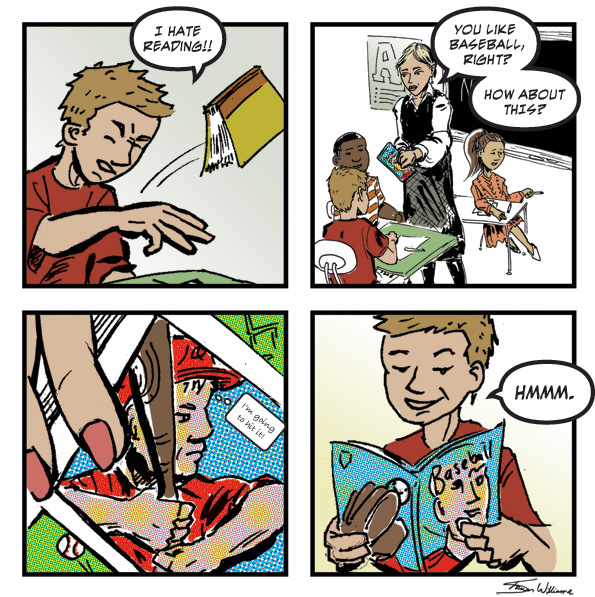 I HATE
READING!!
YOU LIKE
BASEBALL,
RIGHT?
HOW ABOUT
THIS?
A
N
I'm going
to hit it!
HMMM.
Baseball